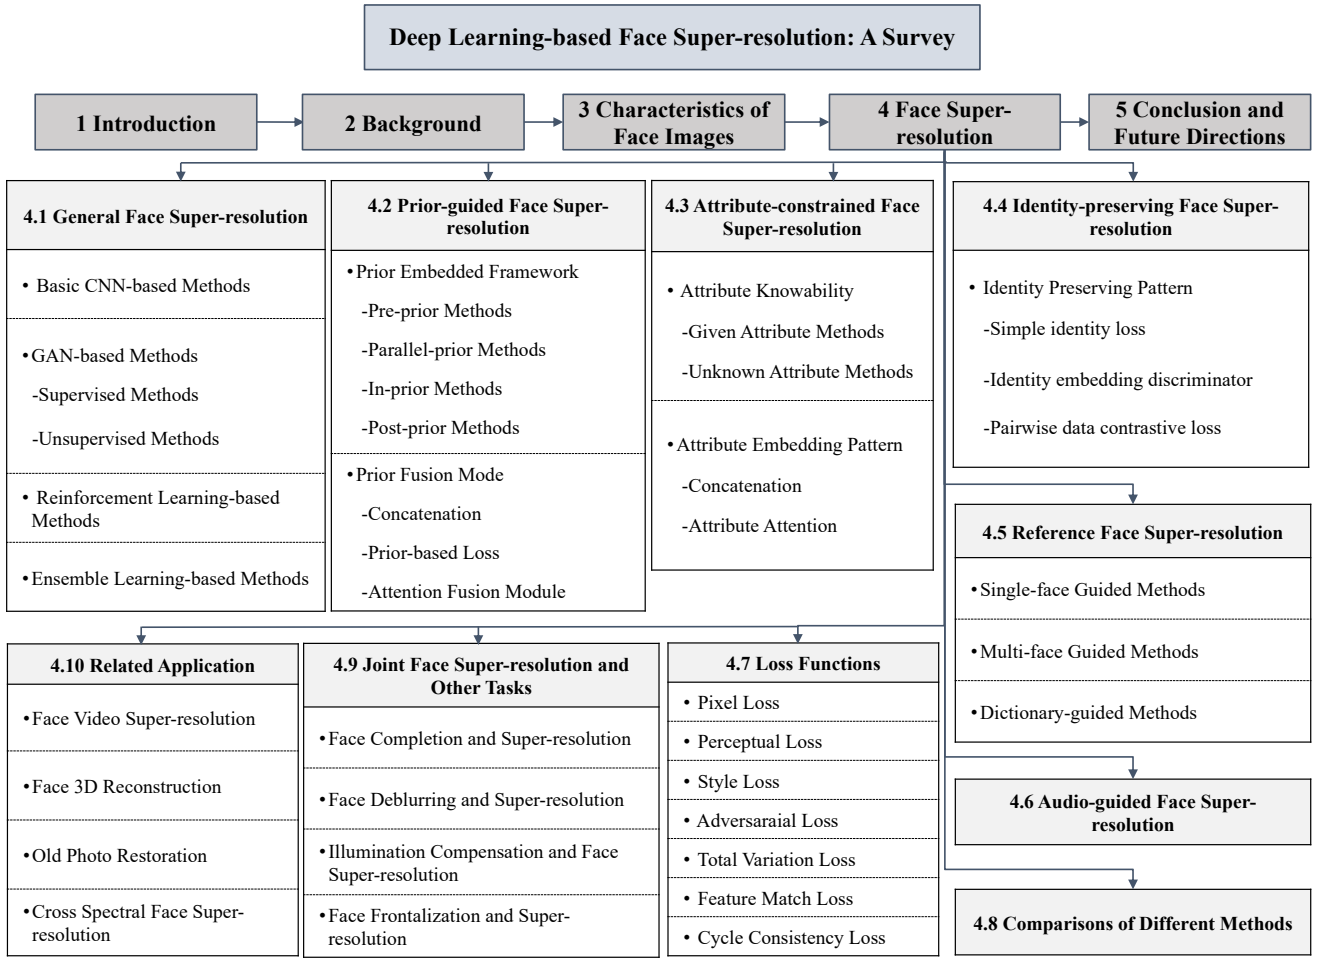 Deep Learning-based Face Super-resolution: A Survey
1 Introduction
2 Background
3 Characteristics of
Face Images
4 Face Super-
resolution
5 Conclusion and
Future Directions
4.1 General Face Super-resolution
• Basic CNN-based Methods
•GAN-based Methods
-Supervised Methods
-Unsupervised Methods
• Reinforcement Learning-based
Methods
•Ensemble Learning-based Methods
4.2 Prior-guided Face Super-
resolution
•Prior Embedded Framework
-Pre-prior Methods
-Parallel-prior Methods
-In-prior Methods
-Post-prior Methods
•Prior Fusion Mode
-Concatenation
-Prior-based Loss
-Attention Fusion Module
4.3 Attribute-constrained Face
Super-resolution
• Attribute Knowability
-Given Attribute Methods
-Unknown Attribute Methods
•Attribute Embedding Pattern
-Concatenation
-Attribute Attention
4.4 Identity-preserving Face Super-
resolution
• Identity Preserving Pattern
-Simple identity loss
-Identity embedding discriminator
-Pairwise data contrastive loss
4.5 Reference Face Super-resolution
•Single-face Guided Methods
•Multi-face Guided Methods
•Dictionary-guided Methods
4.6 Audio-guided Face Super-
resolution
4.8 Comparisons of Different Methods
4.10 Related Application
•Face Video Super-resolution
•Face 3D Reconstruction
•Old Photo Restoration
•Cross Spectral Face Super-
resolution
4.9 Joint Face Super-resolution and
Other Tasks
•Face Completion and Super-resolution
•Face Deblurring and Super-resolution
•Illumination Compensation and Face
Super-resolution
•Face Frontalization and Super-
resolution
4.7 Loss Functions
• Pixel Loss
• Perceptual Loss
• Style Loss
• Adversaraial Loss
• Total Variation Loss
• Feature Match Loss
• Cycle Consistency Loss